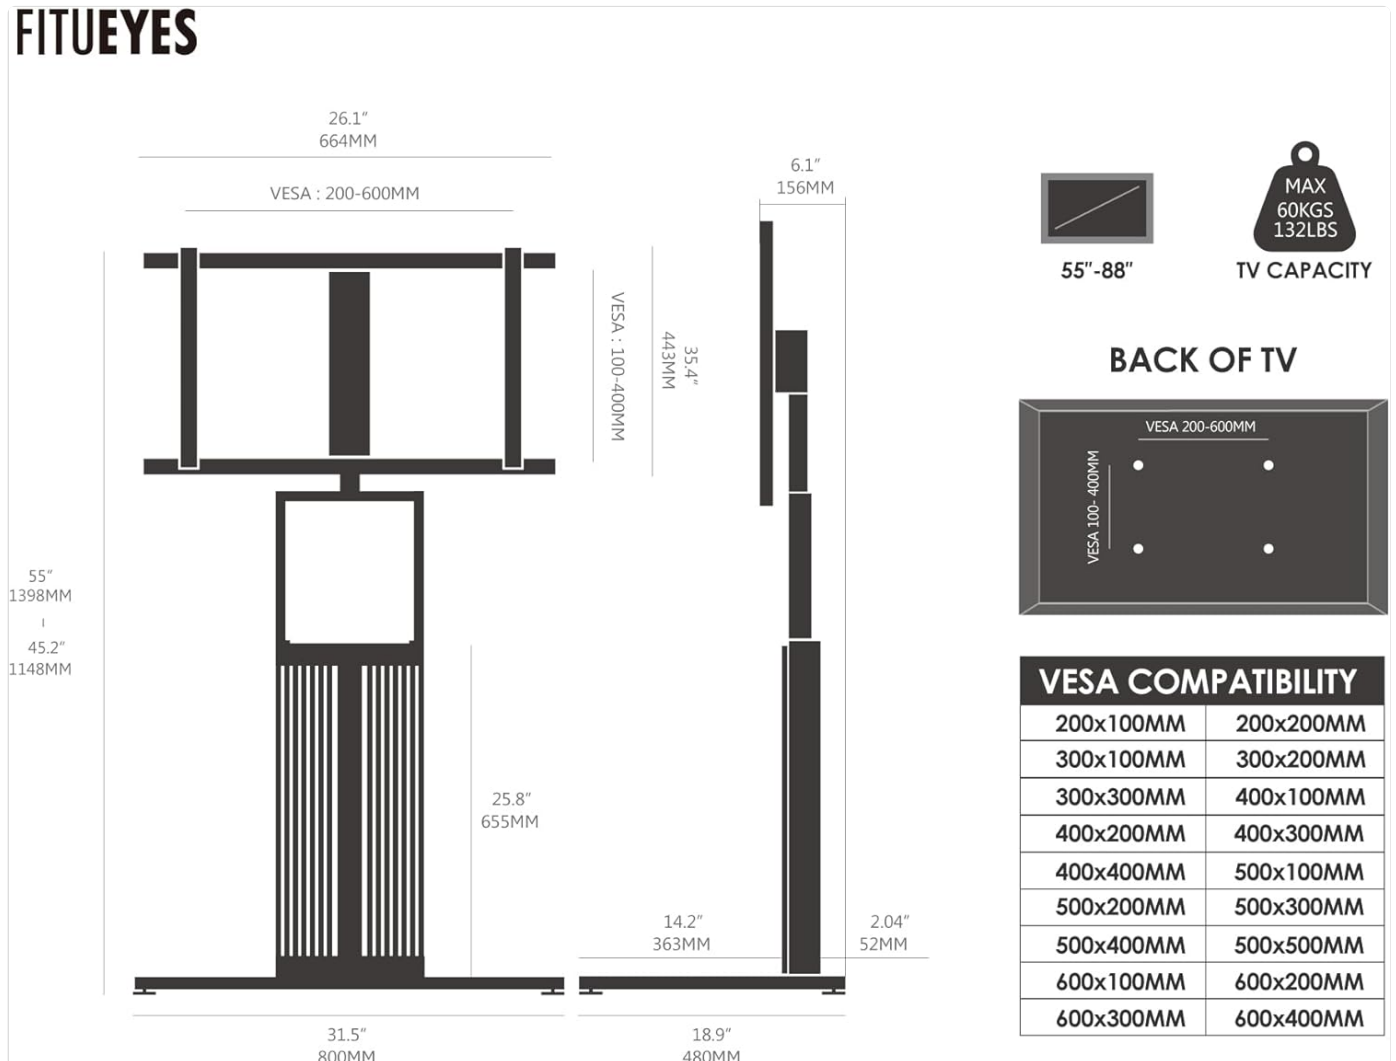 FITUEYES
26.1"
664MM
VESA : 200-600MM
VESA : 100-400MM
35.4"
443MM
55"
1398MM
-
45.2"
1148MM
25.8"
655MM
31.5"
800MM
6.1"
156MM
14.2"
363MM
2.04"
52MM
18.9"
480MM
55"-88"
MAX
60KGS
132LBS
TV CAPACITY
BACK OF TV
VESA 200-600MM
VESA 100- 400MM
VESA COMPATIBILITY
200x100MM 200x200MM
300x100MM 300x200MM
300x300MM 400x100MM
400x200MM 400x300MM
400x400MM 500x100MM
500x200MM 500x300MM
500x400MM 500x500MM
600x100MM 600x200MM
600x300MM 600x400MM